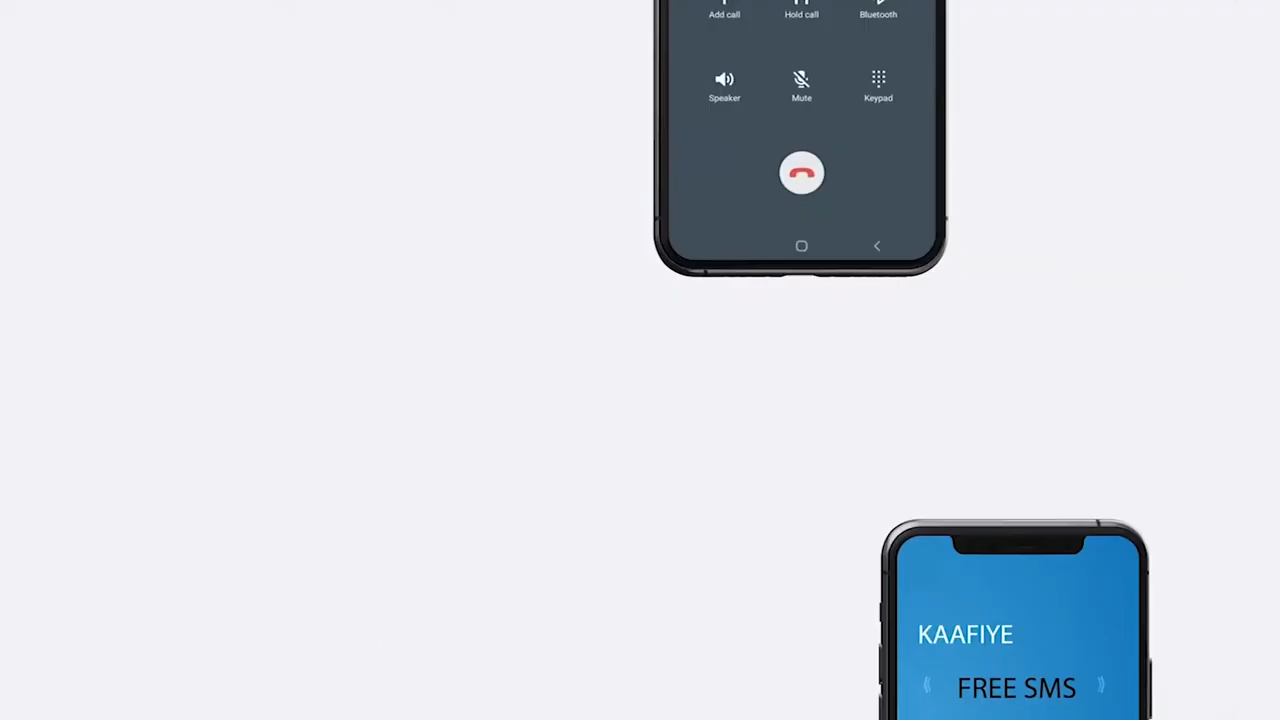 Add call Hold call Bluetooth
Speaker Mute Keypad
KAAFIYE
FREE SMS